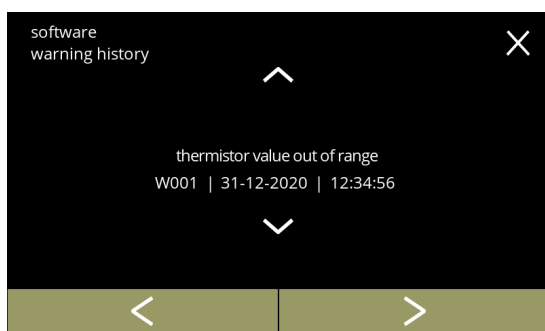 software
warning history
thermistor value out of range
W001 | 31-12-2020 | 12:34:56